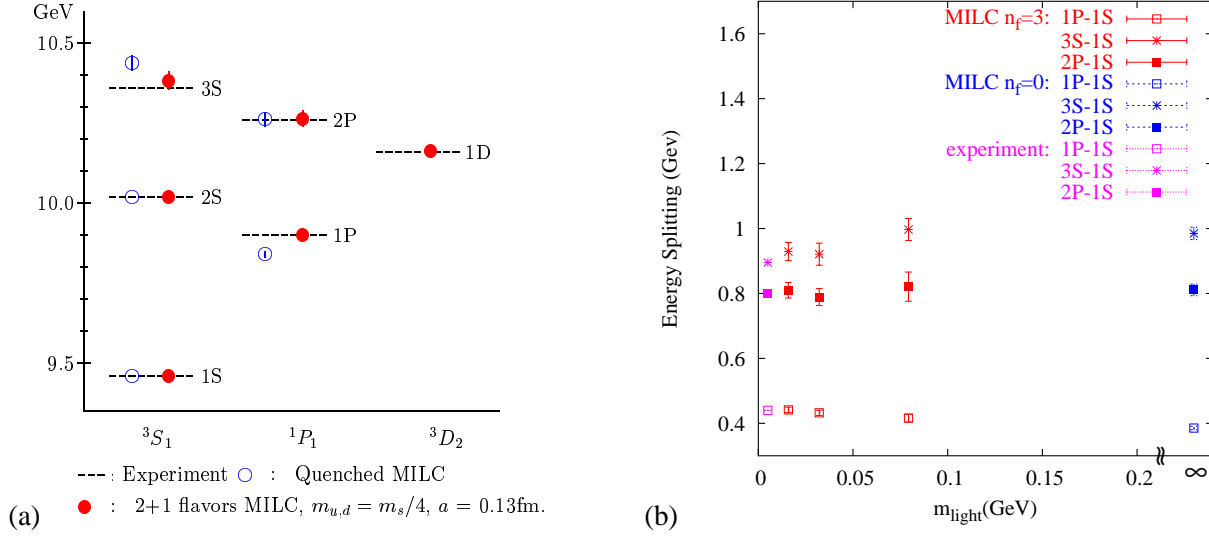 GeV
10.5
10.0
9.5
3S
2S
1S
2P
1P
1D
³S₁ ¹P₁ ³D₂
: Experiment : Quenched MILC
: 2+1 flavors MILC, m_{u,d} = m_s/4, a = 0.13fm.
(a)
MILC n_f=3: 1P-1S
3S-1S
2P-1S
MILC n_f=0: 1P-1S
3S-1S
2P-1S
experiment: 1P-1S
3S-1S
2P-1S
Energy Splitting (Gev)
1.6
1.4
1.2
1
0.8
0.6
0.4
0 0.05 0.1 0.15 0.2 ∞
m_{light}(GeV)
(b)